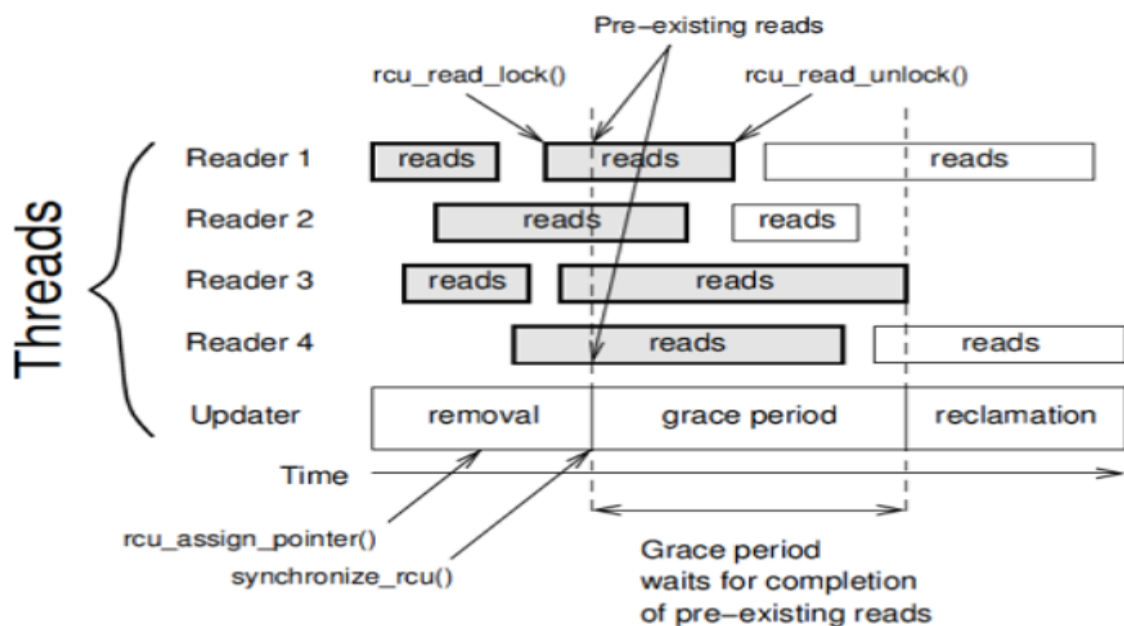 Pre-existing reads
rcu_read_lock()
rcu_read_unlock()
Threads
Reader 1
reads
reads
reads
Reader 2
reads
reads
Reader 3
reads
reads
Reader 4
reads
reads
Updater
removal
grace period
reclamation
Time
rcu_assign_pointer()
synchronize_rcu()
Grace period
waits for completion
of pre-existing reads